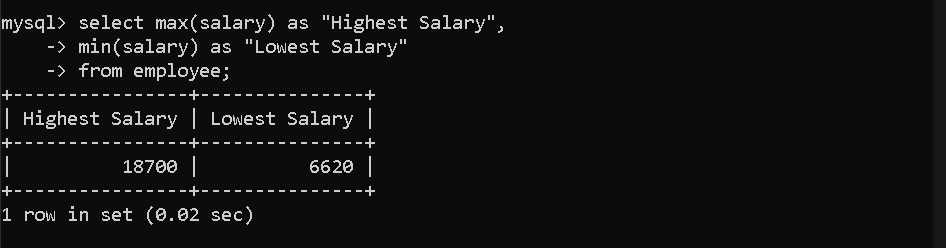 mysql> select max(salary) as "Highest Salary",
    -> min(salary) as "Lowest Salary"
    -> from employee;
+----------------+---------------+
| Highest Salary | Lowest Salary |
+----------------+---------------+
|          18700 |          6620 |
+----------------+---------------+
1 row in set (0.02 sec)